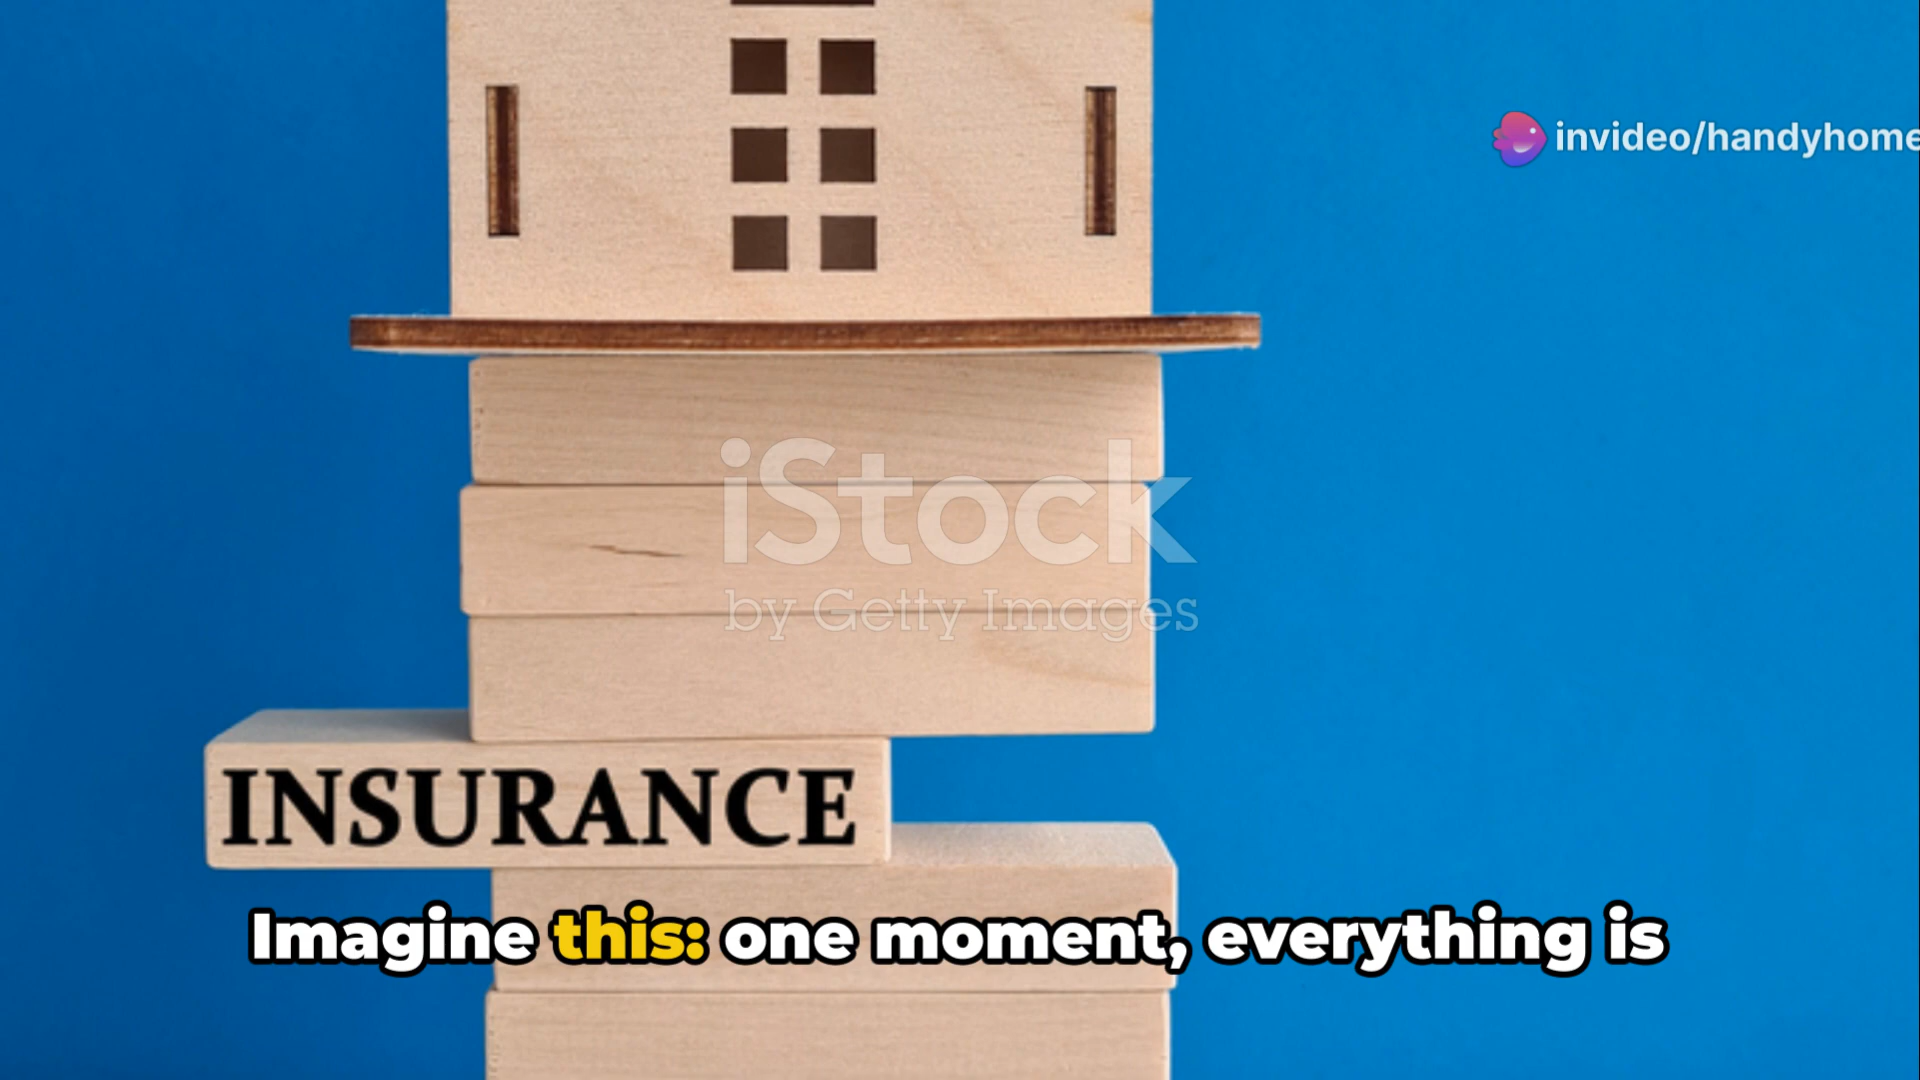 invideo/handyhome
iStock
by Getty Images
INSURANCE
Imagine this: one moment, everything is